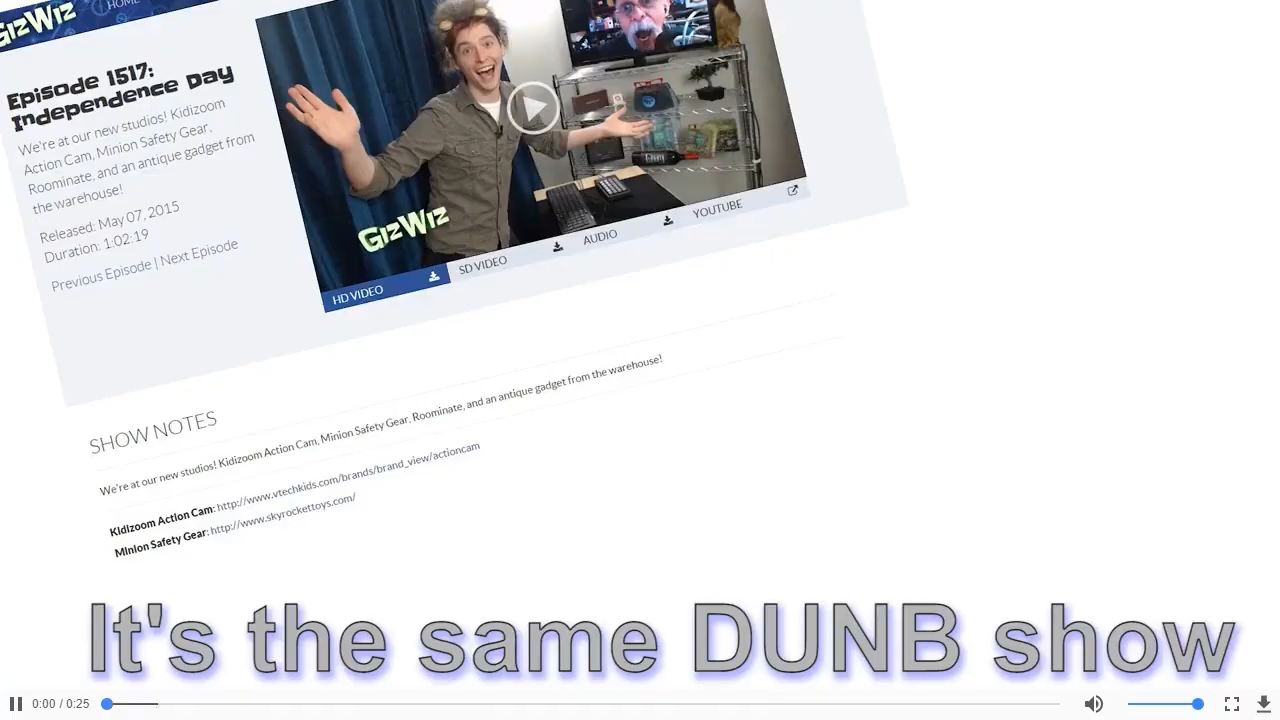 GizWiz
HOME
Episode 1517:
Independence Day
We're at our new studios! Kidizoom
Action Cam, Minion Safety Gear,
Roominate, and an antique gadget from
the warehouse!
Released: May 07, 2015
Duration: 1:02:19
Previous Episode | Next Episode
GizWiz
HD VIDEO
SD VIDEO
AUDIO
YOUTUBE
SHOW NOTES
We're at our new studios! Kidizoom Action Cam, Minion Safety Gear, Roominate, and an antique gadget from the warehouse!
Kidizoom Action Cam: http://www.vtechkids.com/brands/brand_view/actioncam
Minion Safety Gear: http://www.skyrockettoys.com/
It's the same DUNB show
0:00 / 0:25